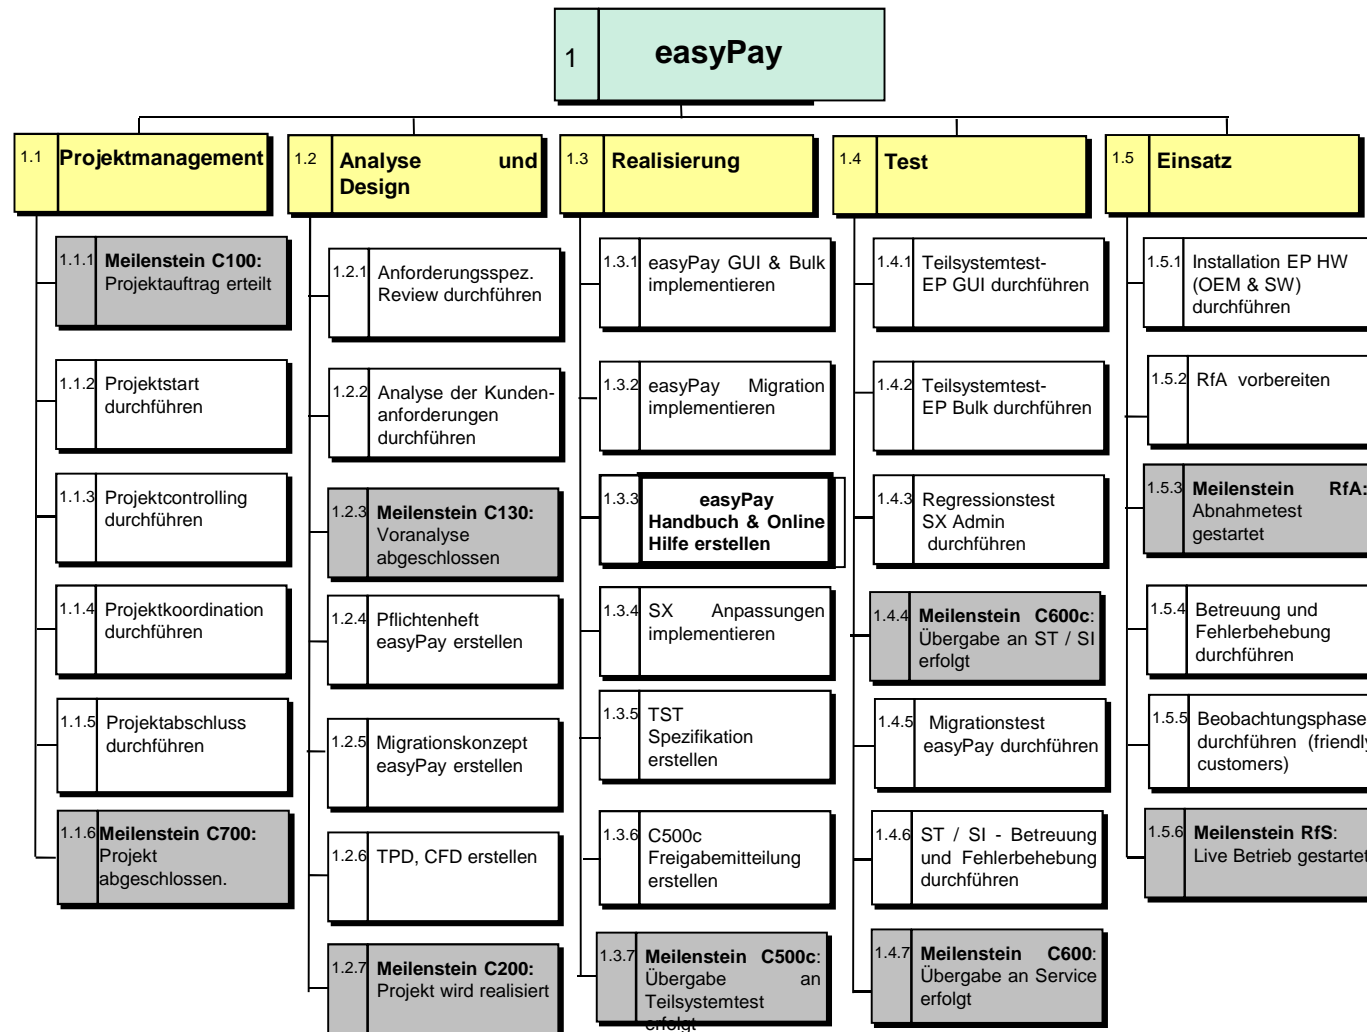 1 easyPay
1.1 Projektmanagement
1.1.1 Meilenstein C100:
Projektauftrag erteilt
1.1.2 Projektstart
durchführen
1.1.3 Projektcontrolling
durchführen
1.1.4 Projektkoordination
durchführen
1.1.5 Projektabschluss
durchführen
1.1.6 Meilenstein C700:
Projekt
abgeschlossen.
1.2 Analyse und
Design
1.2.1 Anforderungsspez.
Review durchführen
1.2.2 Analyse der Kunden-
anforderungen
durchführen
1.2.3 Meilenstein C130:
Voranalyse
abgeschlossen
1.2.4 Pflichtenheft
easyPay erstellen
1.2.5 Migrationskonzept
easyPay erstellen
1.2.6 TPD, CFD erstellen
1.2.7 Meilenstein C200:
Projekt wird realisiert
1.3 Realisierung
1.3.1 easyPay GUI & Bulk
implementieren
1.3.2 easyPay Migration
implementieren
1.3.3 easyPay
Handbuch & Online
Hilfe erstellen
1.3.4 SX Anpassungen
implementieren
1.3.5 TST
Spezifikation
erstellen
1.3.6 C500c
Freigabemitteilung
erstellen
1.3.7 Meilenstein C500c:
Übergabe an
Teilsystemtest
erfolgt
1.4 Test
1.4.1 Teilsystemtest-
EP GUI durchführen
1.4.2 Teilsystemtest-
EP Bulk durchführen
1.4.3 Regressionstest
SX Admin
durchführen
1.4.4 Meilenstein C600c:
Übergabe an ST / SI
erfolgt
1.4.5 Migrationstest
easyPay durchführen
1.4.6 ST / SI - Betreuung
und Fehlerbehebung
durchführen
1.4.7 Meilenstein C600:
Übergabe an Service
erfolgt
1.5 Einsatz
1.5.1 Installation EP HW
(OEM & SW)
durchführen
1.5.2 RfA vorbereiten
1.5.3 Meilenstein RfA:
Abnahmetest
gestartet
1.5.4 Betreuung und
Fehlerbehebung
durchführen
1.5.5 Beobachtungsphase
durchführen (friendly
customers)
1.5.6 Meilenstein RfS:
Live Betrieb gestartet